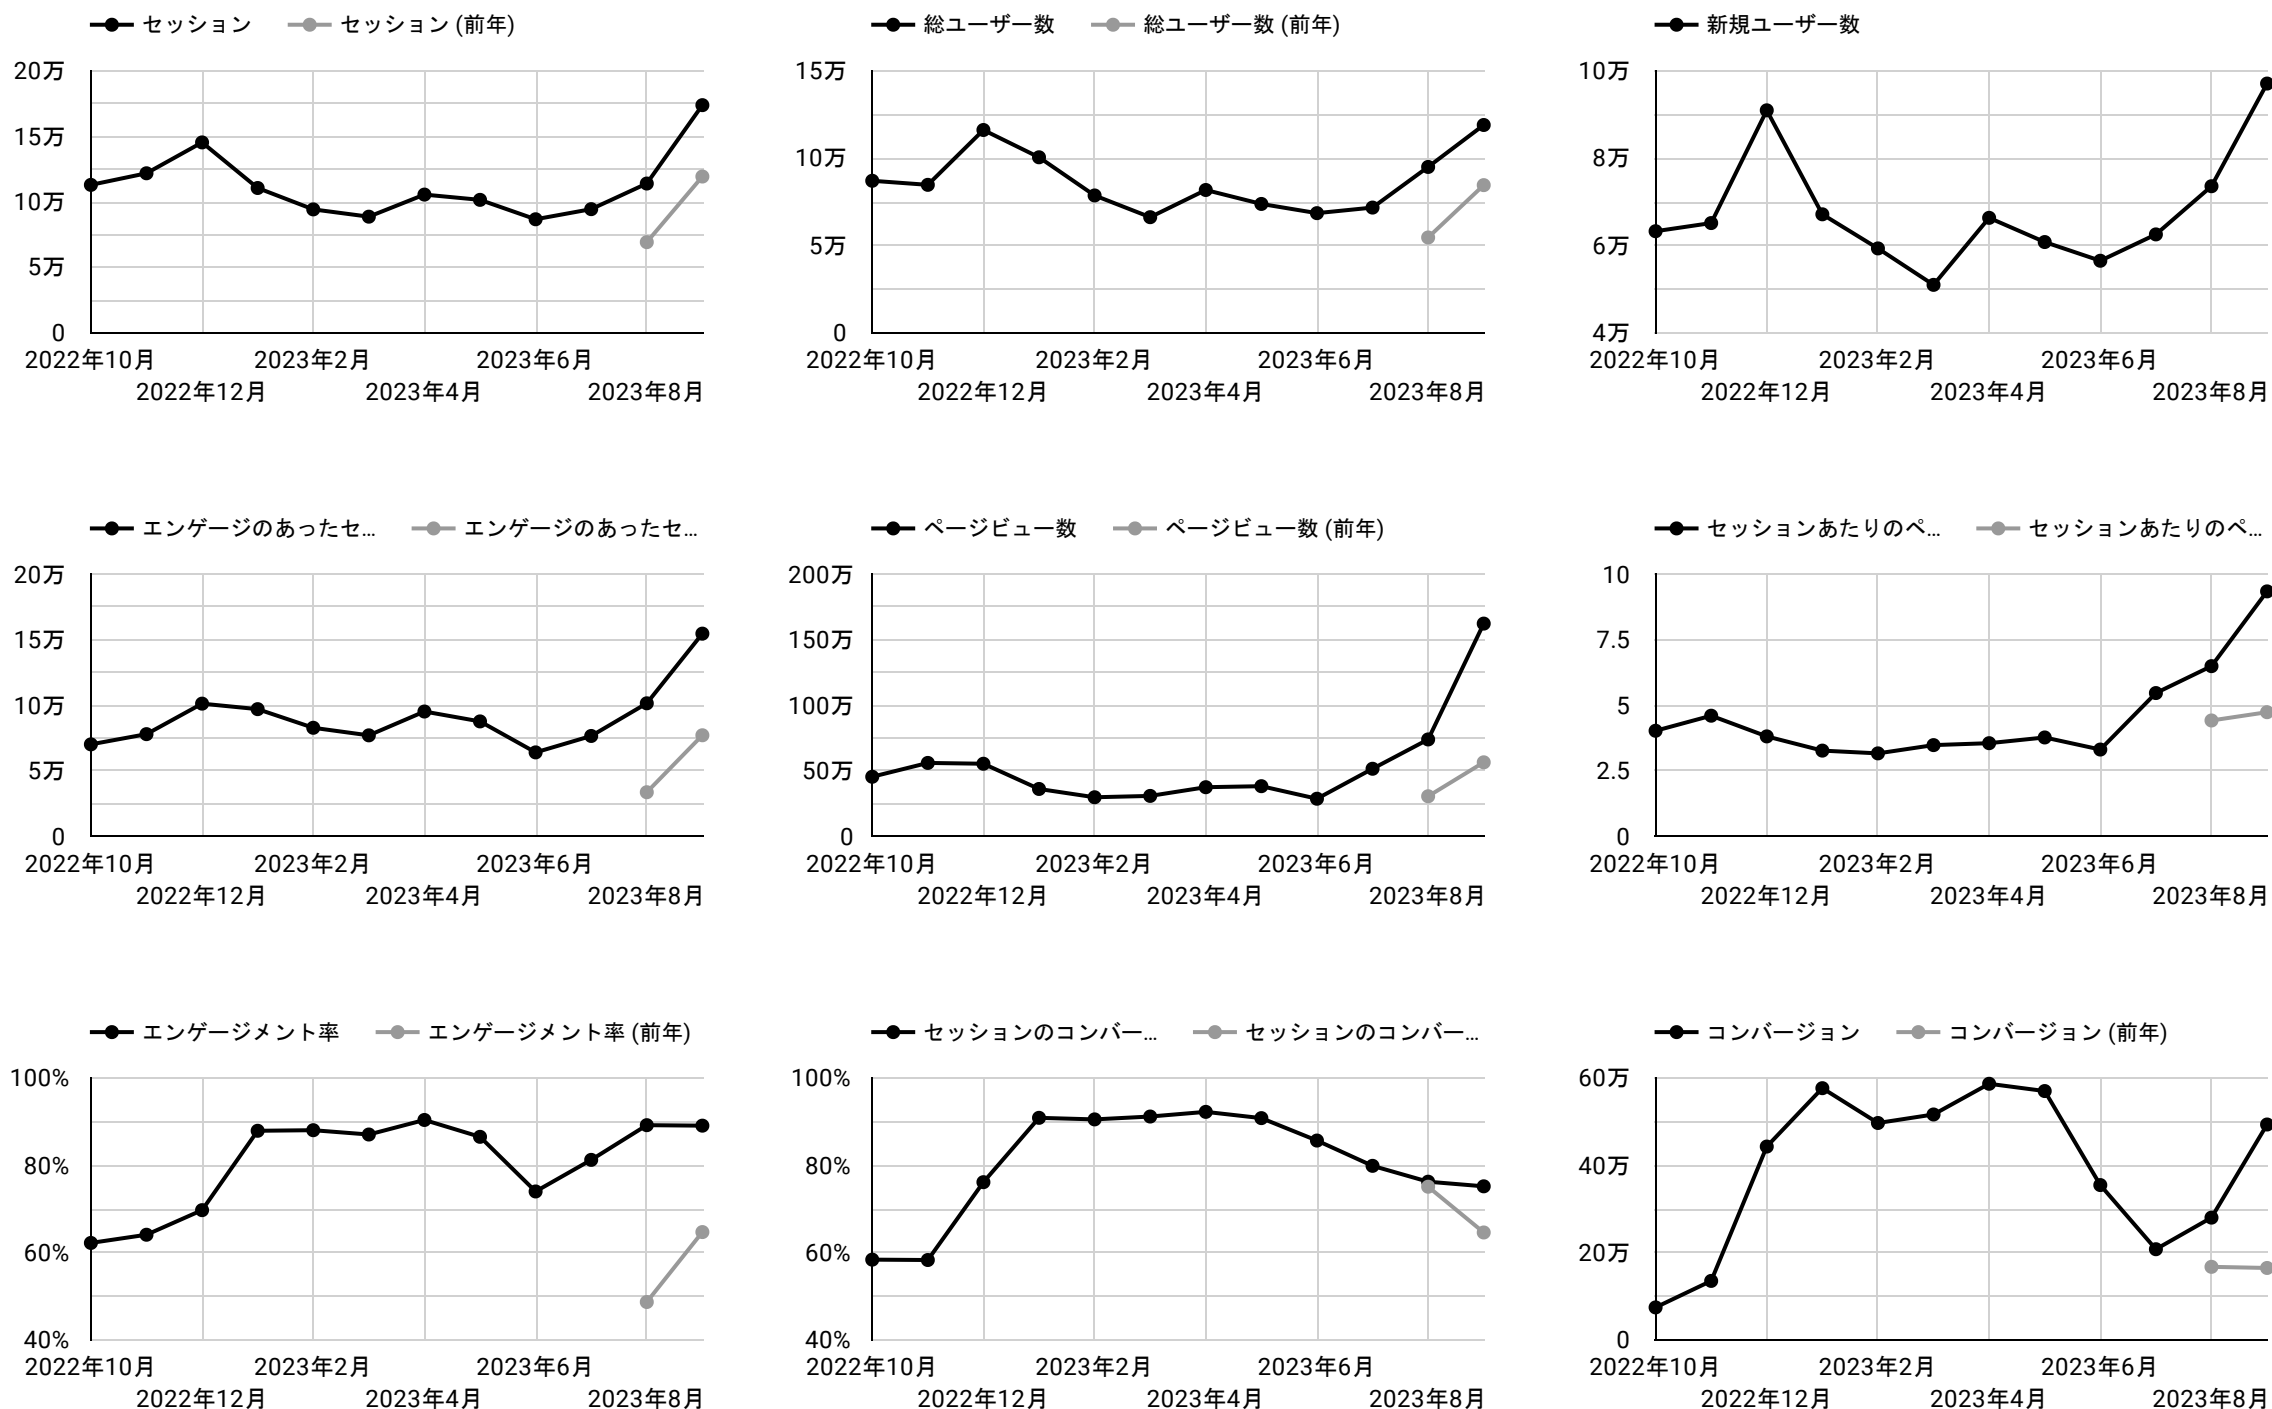 セッション セッション (前年)
20万
15万
10万
5万
0
2022年10月 2023年2月 2023年6月
2022年12月 2023年4月 2023年8月
総ユーザー数 総ユーザー数 (前年)
15万
10万
5万
0
2022年10月 2023年2月 2023年6月
2022年12月 2023年4月 2023年8月
新規ユーザー数
10万
8万
6万
4万
2022年10月 2023年2月 2023年6月
2022年12月 2023年4月 2023年8月
エンゲージのあったセ… エンゲージのあったセ…
20万
15万
10万
5万
0
2022年10月 2023年2月 2023年6月
2022年12月 2023年4月 2023年8月
ページビュー数 ページビュー数 (前年)
200万
150万
100万
50万
0
2022年10月 2023年2月 2023年6月
2022年12月 2023年4月 2023年8月
セッションあたりのペ… セッションあたりのペ…
10
7.5
5
2.5
0
2022年10月 2023年2月 2023年6月
2022年12月 2023年4月 2023年8月
エンゲージメント率 エンゲージメント率 (前年)
100%
80%
60%
40%
2022年10月 2023年2月 2023年6月
2022年12月 2023年4月 2023年8月
セッションのコンバー… セッションのコンバー…
100%
80%
60%
40%
2022年10月 2023年2月 2023年6月
2022年12月 2023年4月 2023年8月
コンバージョン コンバージョン (前年)
60万
40万
20万
0
2022年10月 2023年2月 2023年6月
2022年12月 2023年4月 2023年8月